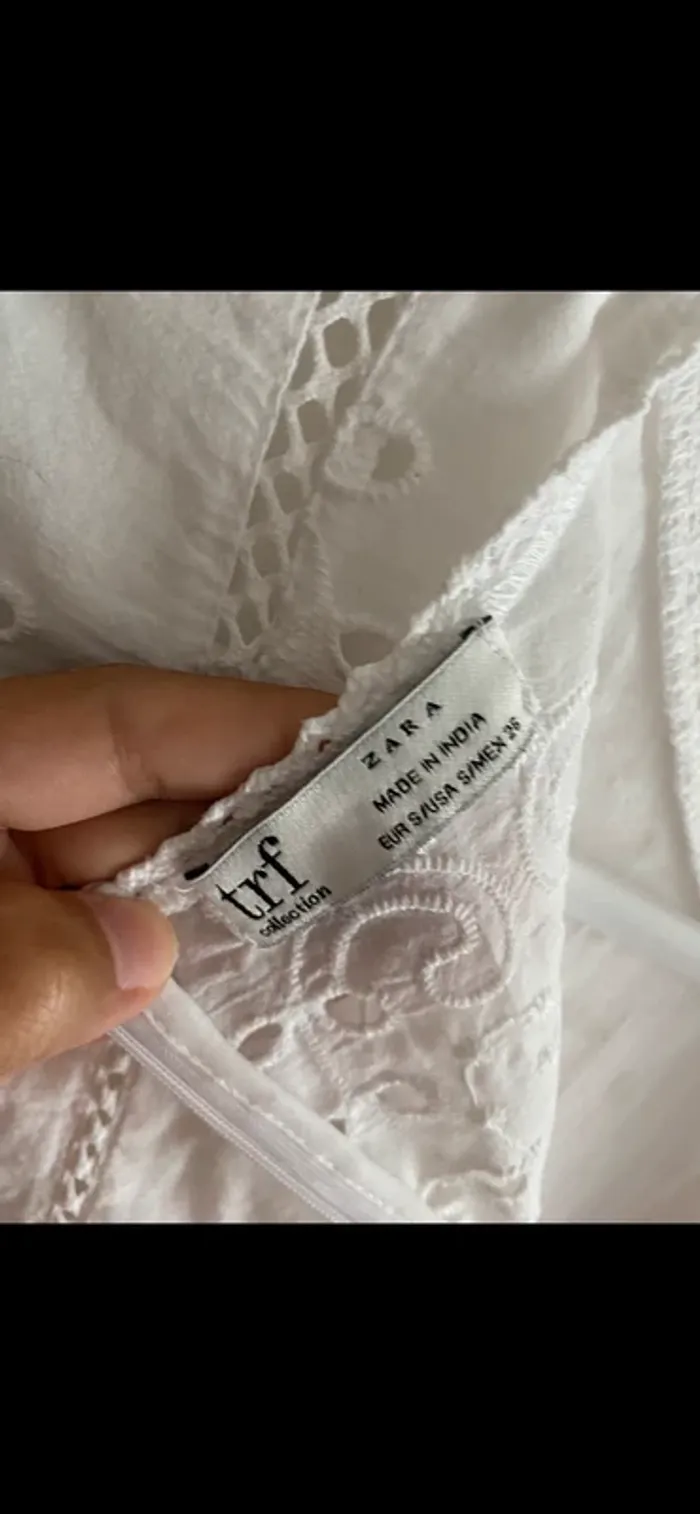 trf
collection
ZARA
MADE IN INDIA
EUR S/USA S/MEX 26